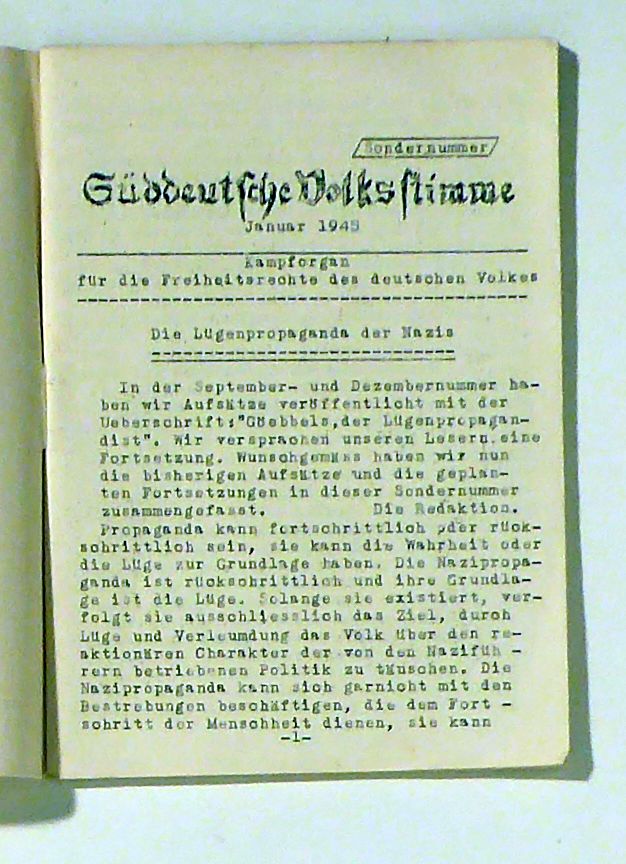 Sondernummer
Süddeutsche Volksstimme
Januar 1945
Kampforgan
für die Freiheitsrechte des deutschen Volkes
Die Lügenpropaganda der Nazis
In der September- und Dezembernummer ha-
ben wir Aufsätze veröffentlicht mit der
Ueberschrift:"Göebbels,der Lügenpropagan-
dist". Wir versprachen unseren Lesern eine
Fortsetzung. Wunschgemäss haben wir nun
die bisherigen Aufsätze und die geplan-
ten Fortsetzungen in dieser Sondernummer
zusammengefasst. Die Redaktion.
Propaganda kann fortschrittlich oder rück-
schrittlich sein, sie kann die Wahrheit oder
die Lüge zur Grundlage haben. Die Nazipropa-
ganda ist rückschrittlich und ihre Grundla-
ge ist die Lüge. Solange sie existiert, ver-
folgt sie ausschliesslich das Ziel, durch
Lüge und Verleumdung das Volk über den re-
aktionären Charakter der von den Nazifüh -
rern betriebenen Politik zu täuschen. Die
Nazipropaganda kann sich garnicht mit den
Bestrebungen beschäftigen, die dem Fort -
schritt der Menschheit dienen, sie kann
-1-